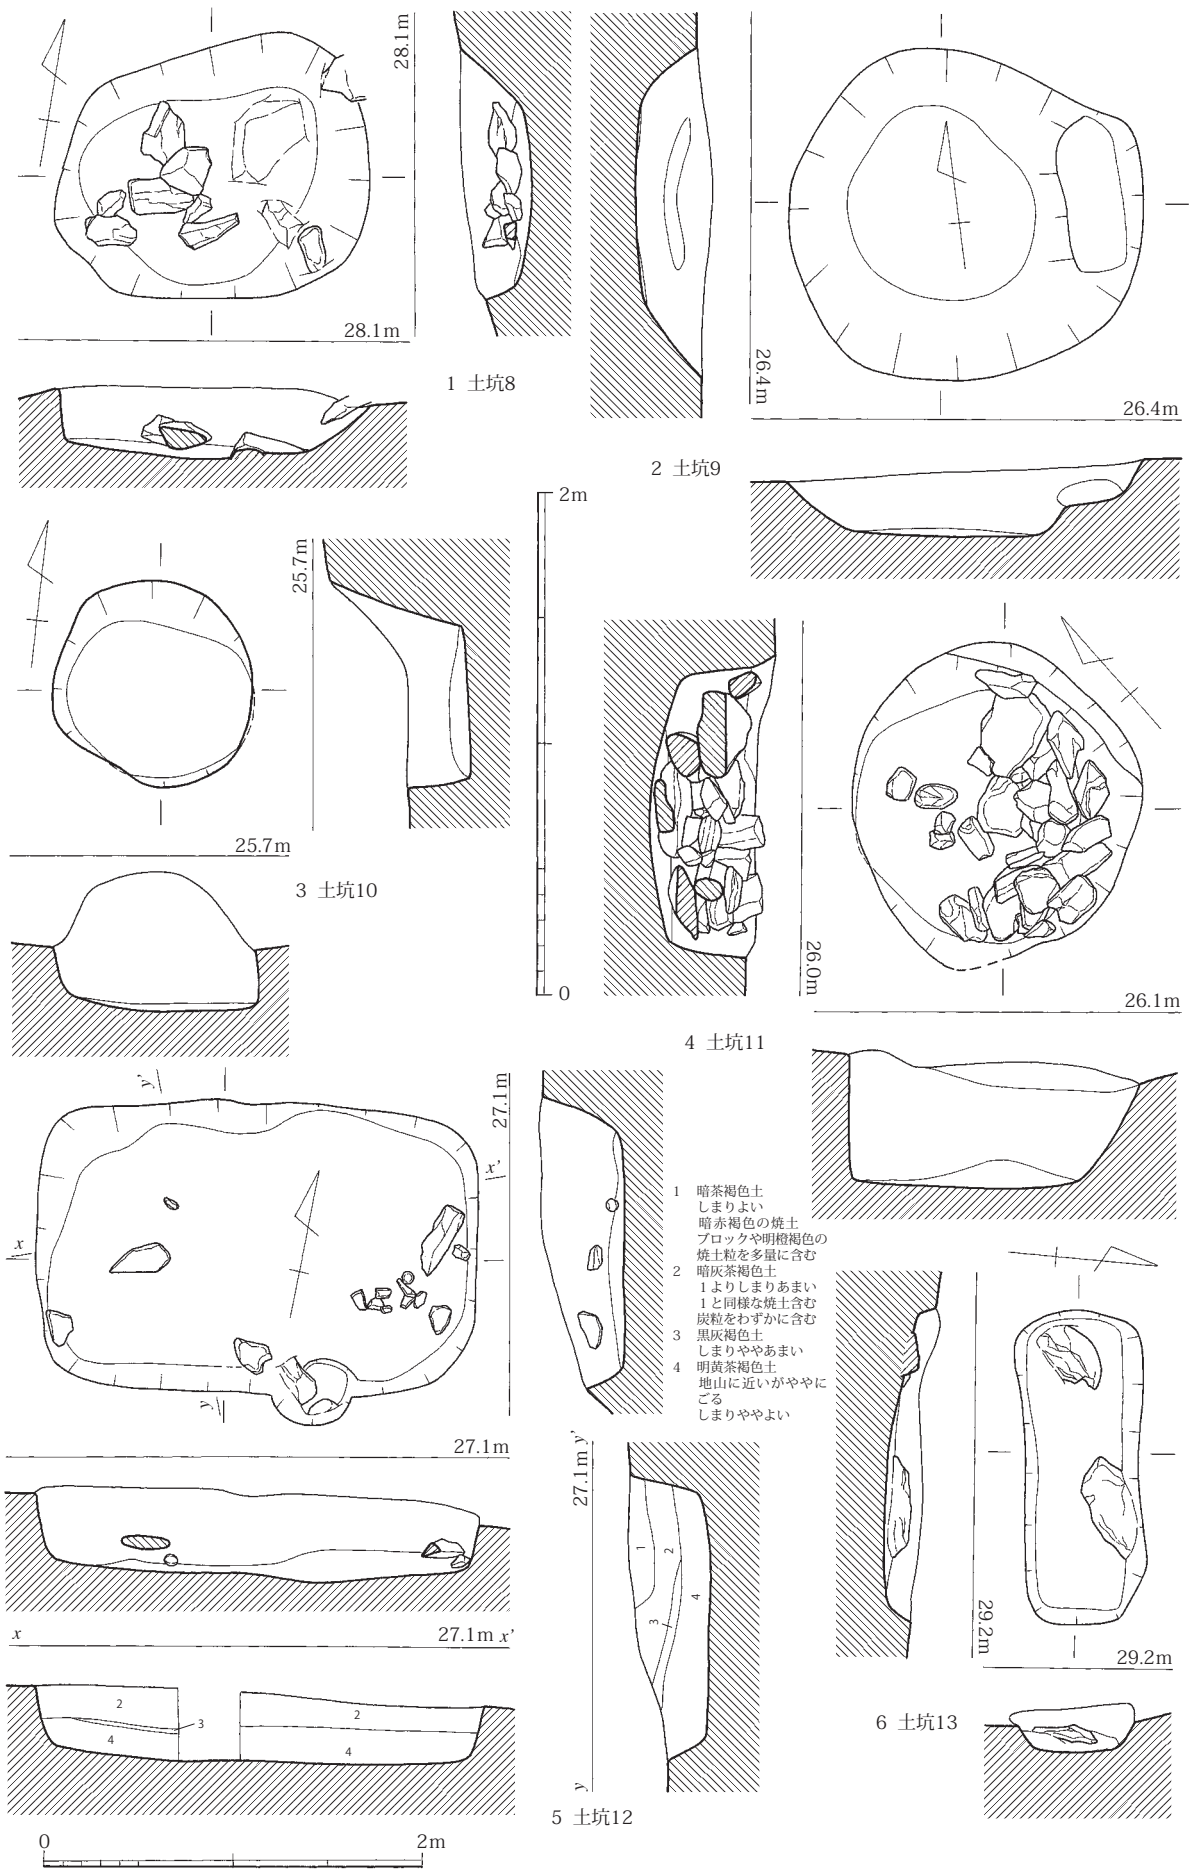 28.1m
28.1m
1 土坑8
26.4m
26.4m
2 土坑9
2m
0
25.7m
25.7m
3 土坑10
26.0m
26.1m
4 土坑11
y'
x'
x
y
27.1m
27.1m
1 暗茶褐色土
しまりよい
暗赤褐色の焼土
ブロックや明橙褐色の
焼土粒を多量に含む
2 暗灰茶褐色土
1よりしまりあまい
1と同様な焼土含む
炭粒をわずかに含む
3 黒灰褐色土
しまりややあまい
4 明黄茶褐色土
地山に近いがややに
ごる
しまりややよい
27.1m y'
1
2
3
4
y
x
27.1m x'
2
3
4
2
4
5 土坑12
29.2m
29.2m
6 土坑13
0
2m